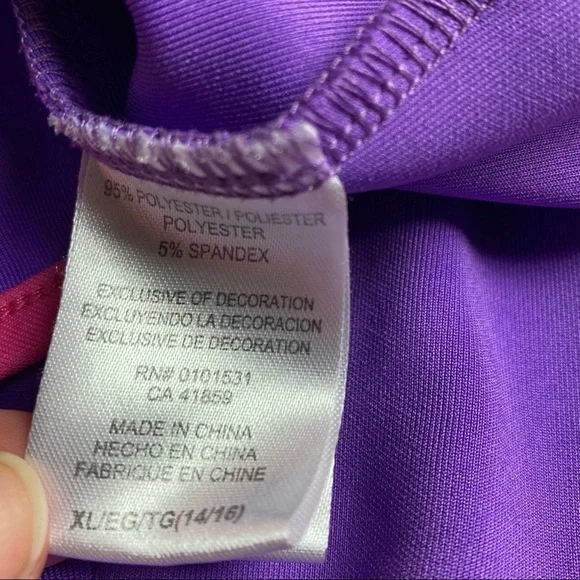 95% POLYESTER / POLIESTER
POLYESTER
5% SPANDEX
EXCLUSIVE OF DECORATION
EXCLUYENDO LA DECORACION
EXCLUSIVE DE DECORATION
RN# 0101531
CA 41859
MADE IN CHINA
HECHO EN CHINA
FABRIQUE EN CHINE
XL/EG/TG(14/16)